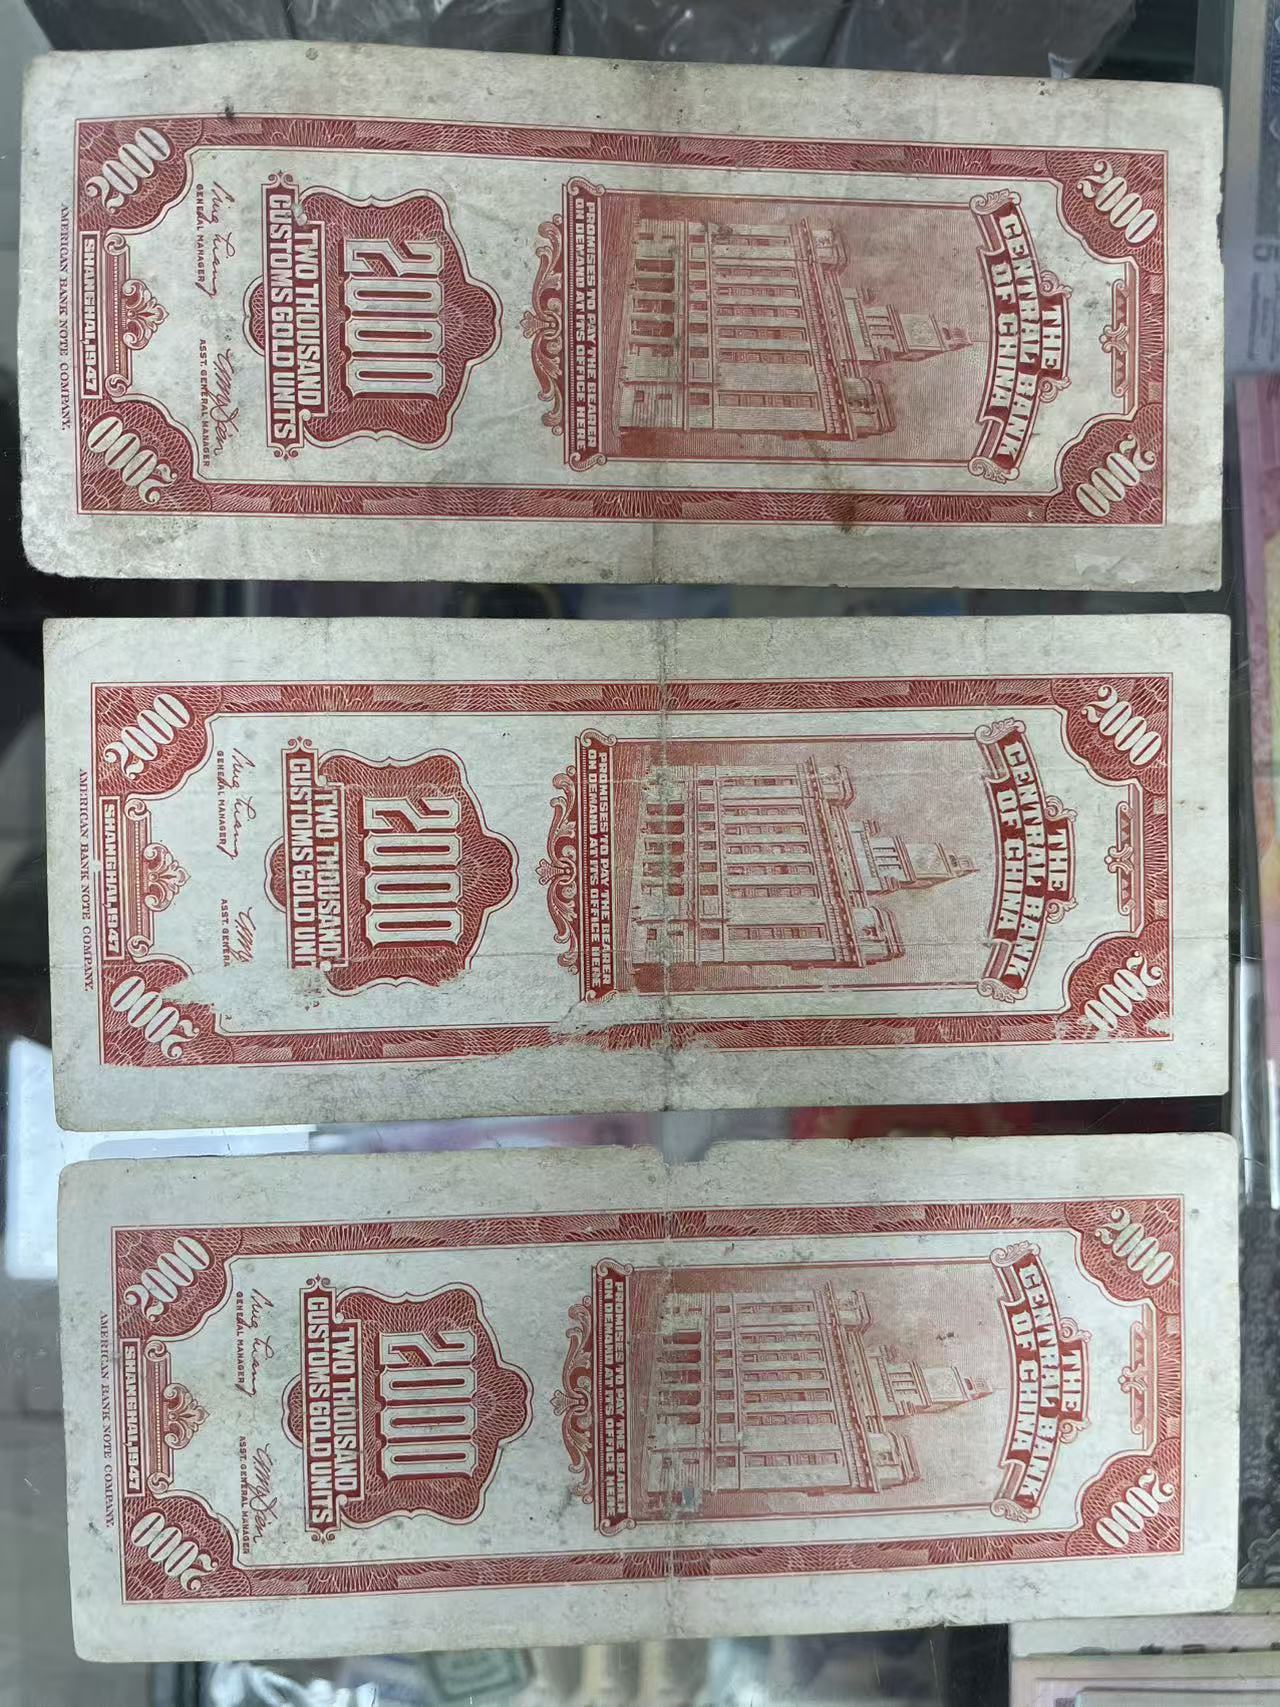 2000
2000
THE
CENTRAL BANK
OF CHINA
PROMISES TO PAY THE BEARER
ON DEMAND AT ITS OFFICE HERE
2000
TWO THOUSAND
CUSTOMS GOLD UNITS
GENERAL MANAGER
ASST. GENERAL MANAGER
2000
SHANGHAI, 1947
2000
AMERICAN BANK NOTE COMPANY.
2000
2000
THE
CENTRAL BANK
OF CHINA
PROMISES TO PAY THE BEARER
ON DEMAND AT ITS OFFICE HERE
2000
TWO THOUSAND
CUSTOMS GOLD UNIT
GENERAL MANAGER
ASST. GENERA
2000
SHANGHAI, 1947
2000
AMERICAN BANK NOTE COMPANY.
2000
2000
THE
CENTRAL BANK
OF CHINA
PROMISES TO PAY THE BEARER
ON DEMAND AT ITS OFFICE HERE
2000
TWO THOUSAND
CUSTOMS GOLD UNITS
GENERAL MANAGER
ASST. GENERAL MANAGER
2000
SHANGHAI, 1947
2000
AMERICAN BANK NOTE COMPANY.